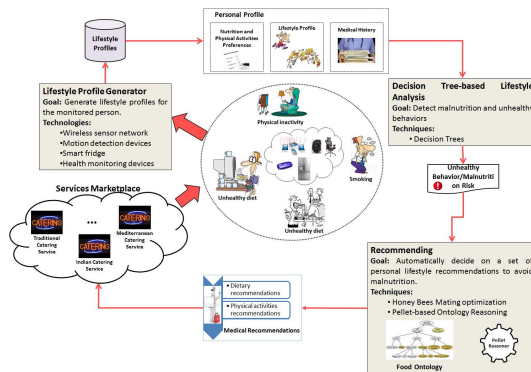 Personal Profile
Lifestyle
Profiles
Nutrition and
Physical Activities
Preferences
Lifestyle Profile
Medical History
Lifestyle Profile Generator
Goal: Generate lifestyle profiles for
the monitored person.
Technologies:
•Wireless sensor network
•Motion detection devices
•Smart fridge
•Health monitoring devices
Physical inactivity
Smoking
Unhealthy diet
Unhealthy diet
Decision Tree-based Lifestyle
Analysis
Goal: Detect malnutrition and unhealthy
behaviors
Techniques:
•Decision Trees
Unhealthy
Behavior/Malnutriti
on Risk
Services Marketplace
CATERING
Traditional
Catering
Service
...
CATERING
Indian Catering
Service
CATERING
Mediterranean
Catering
Service
•Dietary
recommendations
•Physical activities
recommendations
Medical Recommendations
Recommending
Goal: Automatically decide on a set of
personal lifestyle recommendations to avoid
malnutrition.
Techniques:
•Honey Bees Mating optimization
•Pellet-based Ontology Reasoning
Food Ontology
Pellet
Reasoner